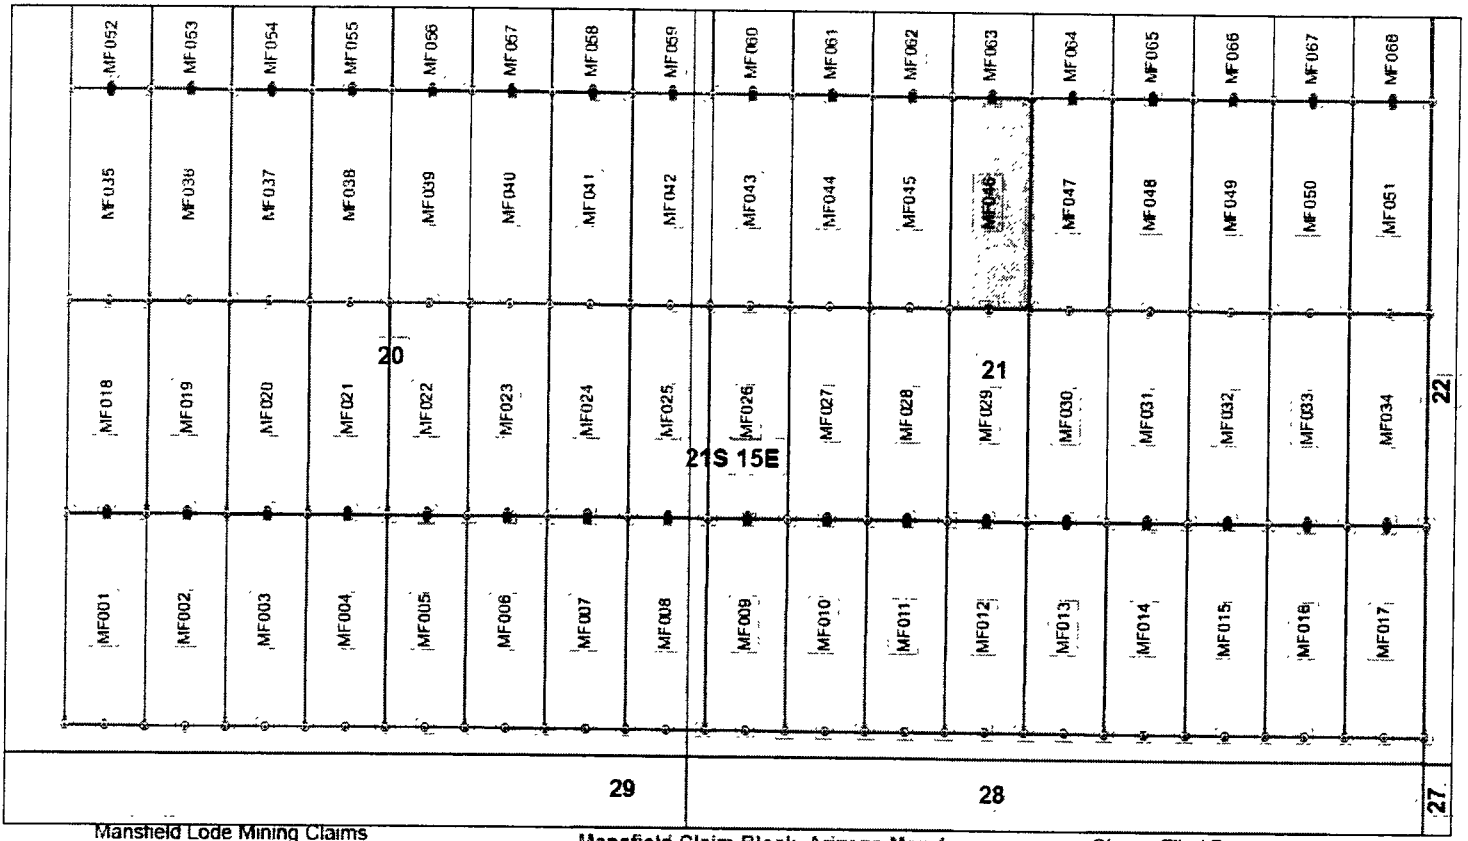 MF052 MF053 MF054 MF055 MF056 MF057 MF058 MF059 MF060 MF061 MF062 MF063 MF064 MF065 MF066 MF067 MF068
MF035 MF036 MF037 MF038 MF039 MF040 MF041 MF042 MF043 MF044 MF045 MF046 MF047 MF048 MF049 MF050 MF051
20 21
22
MF018 MF019 MF020 MF021 MF022 MF023 MF024 MF025 MF026 MF027 MF028 MF029 MF030 MF031 MF032 MF033 MF034
21S 15E
MF001 MF002 MF003 MF004 MF005 MF006 MF007 MF008 MF009 MF010 MF011 MF012 MF013 MF014 MF015 MF016 MF017
29 28 27
Mansfield Lode Mining Claims Mansfield Claim Block, Arizona